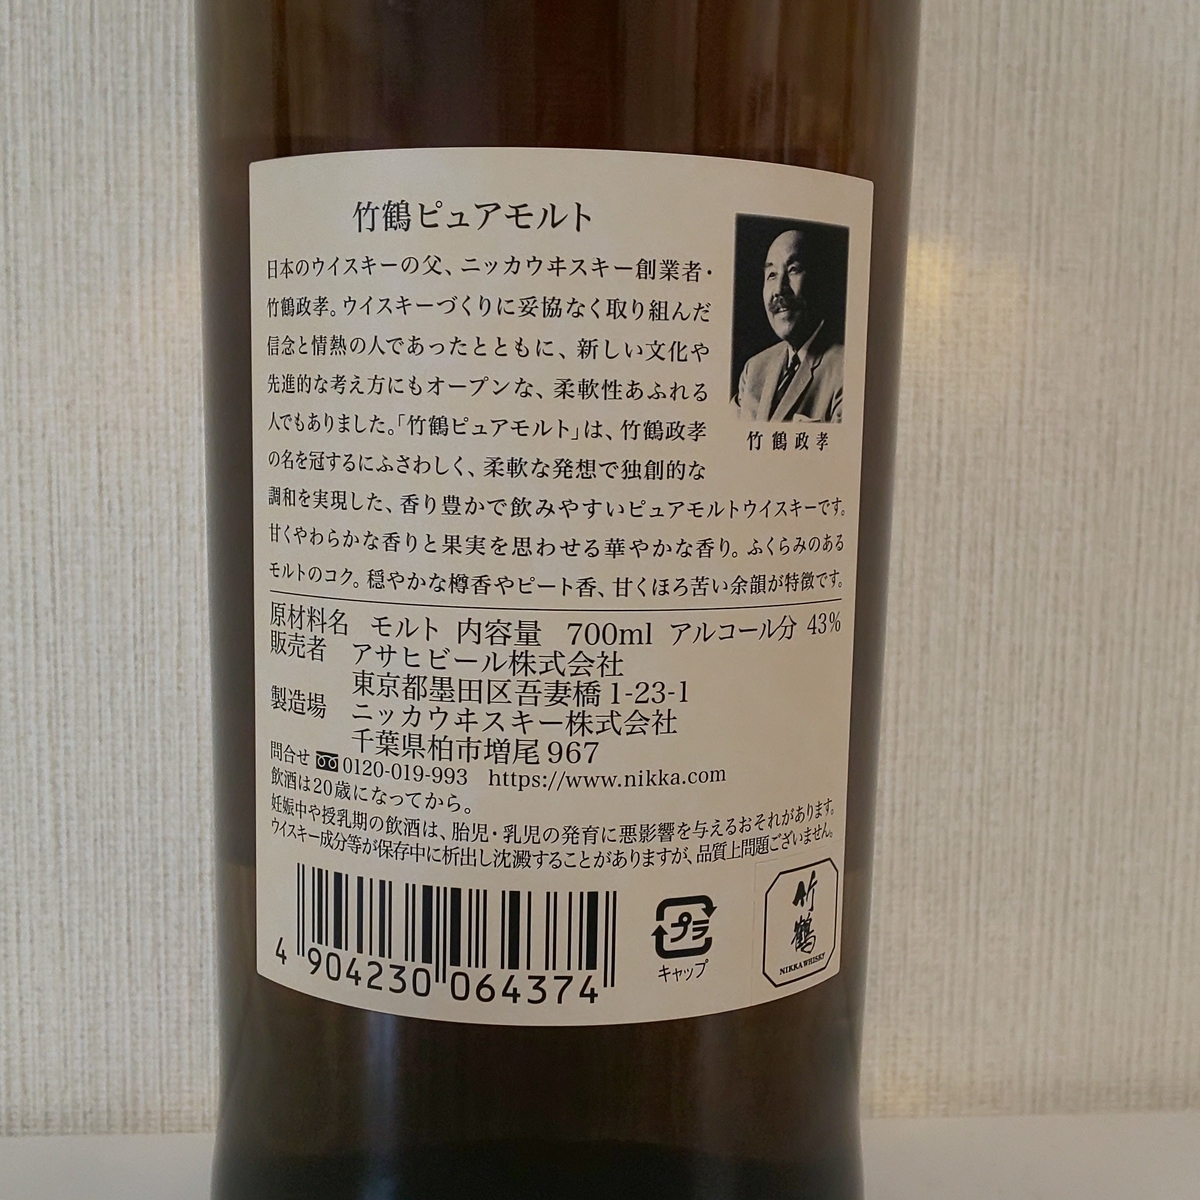 竹鶴ピュアモルト
日本のウイスキーの父、ニッカウヰスキー創業者・
竹鶴政孝。ウイスキーづくりに妥協なく取り組んだ
信念と情熱の人であったとともに、新しい文化や
先進的な考え方にもオープンな、柔軟性あふれる
人でもありました。「竹鶴ピュアモルト」は、竹鶴政孝
の名を冠するにふさわしく、柔軟な発想で独創的な
調和を実現した、香り豊かで飲みやすいピュアモルトウイスキーです。
甘くやわらかな香りと果実を思わせる華やかな香り。ふくらみのある
モルトのコク。穏やかな樽香やピート香、甘くほろ苦い余韻が特徴です。
竹鶴政孝
原材料名 モルト 内容量 700ml アルコール分 43%
販売者 アサヒビール株式会社
東京都墨田区吾妻橋1-23-1
製造場 ニッカウヰスキー株式会社
千葉県柏市増尾967
問合せ 0120-019-993 https://www.nikka.com
飲酒は20歳になってから。
妊娠中や授乳期の飲酒は、胎児・乳児の発育に悪影響を与えるおそれがあります。
ウイスキー成分等が保存中に析出し沈澱することがありますが、品質上問題ございません。
4 904230 064374
プラ
キャップ
竹鶴
NIKKA WHISKY